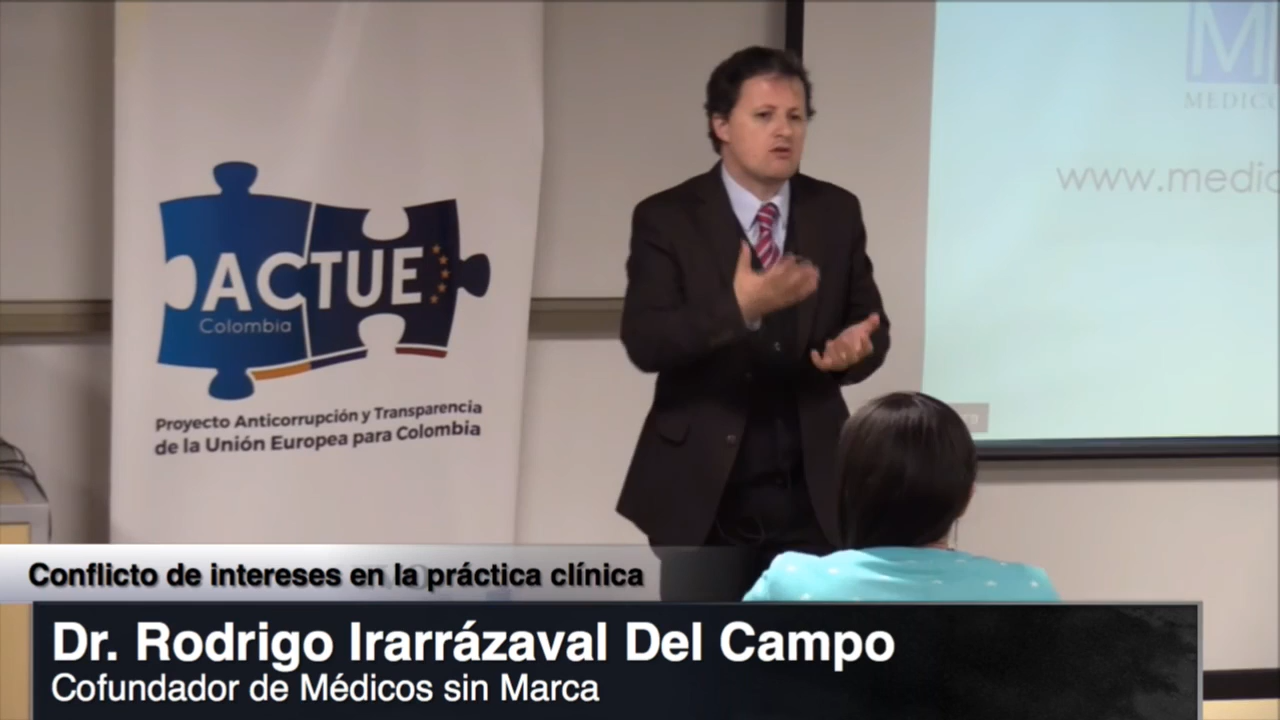 ACTUE
Colombia
Proyecto Anticorrupción y Transparencia
de la Unión Europea para Colombia
M
www.medic
Conflicto de intereses en la práctica clínica
Dr. Rodrigo Irarrázaval Del Campo
Cofundador de Médicos sin Marca